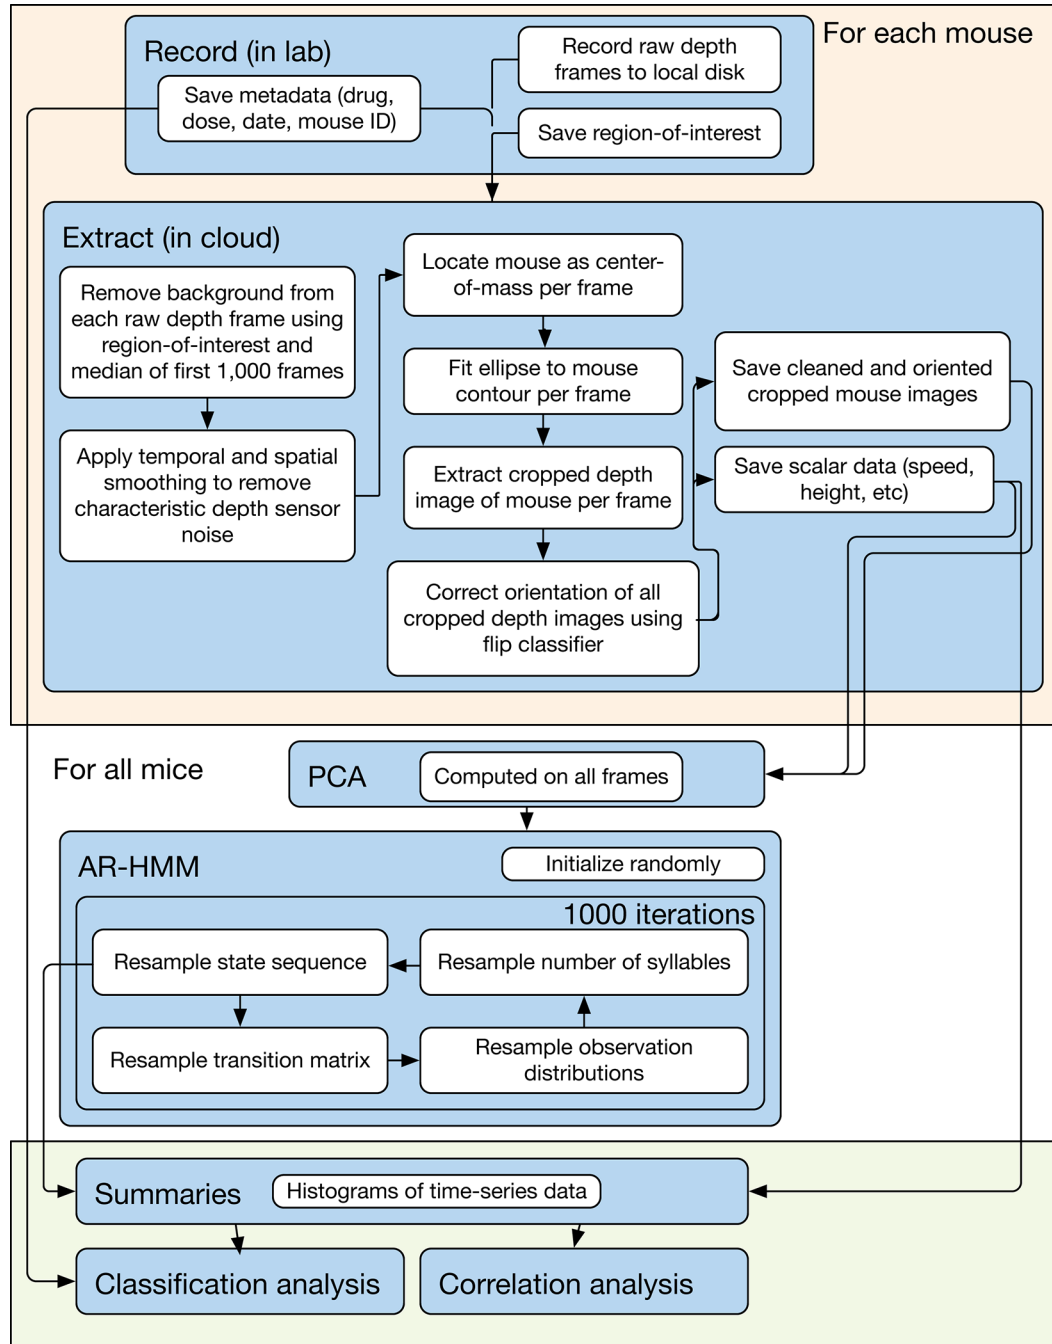 For each mouse
Record (in lab)
Record raw depth
frames to local disk
Save metadata (drug,
dose, date, mouse ID)
Save region-of-interest
Extract (in cloud)
Remove background from
each raw depth frame using
region-of-interest and
median of first 1,000 frames
Apply temporal and spatial
smoothing to remove
characteristic depth sensor
noise
Locate mouse as center-
of-mass per frame
Fit ellipse to mouse
contour per frame
Extract cropped depth
image of mouse per frame
Correct orientation of all
cropped depth images using
flip classifier
Save cleaned and oriented
cropped mouse images
Save scalar data (speed,
height, etc)
For all mice
PCA
Computed on all frames
AR-HMM
Initialize randomly
1000 iterations
Resample state sequence
Resample number of syllables
Resample transition matrix
Resample observation
distributions
Summaries
Histograms of time-series data
Classification analysis
Correlation analysis